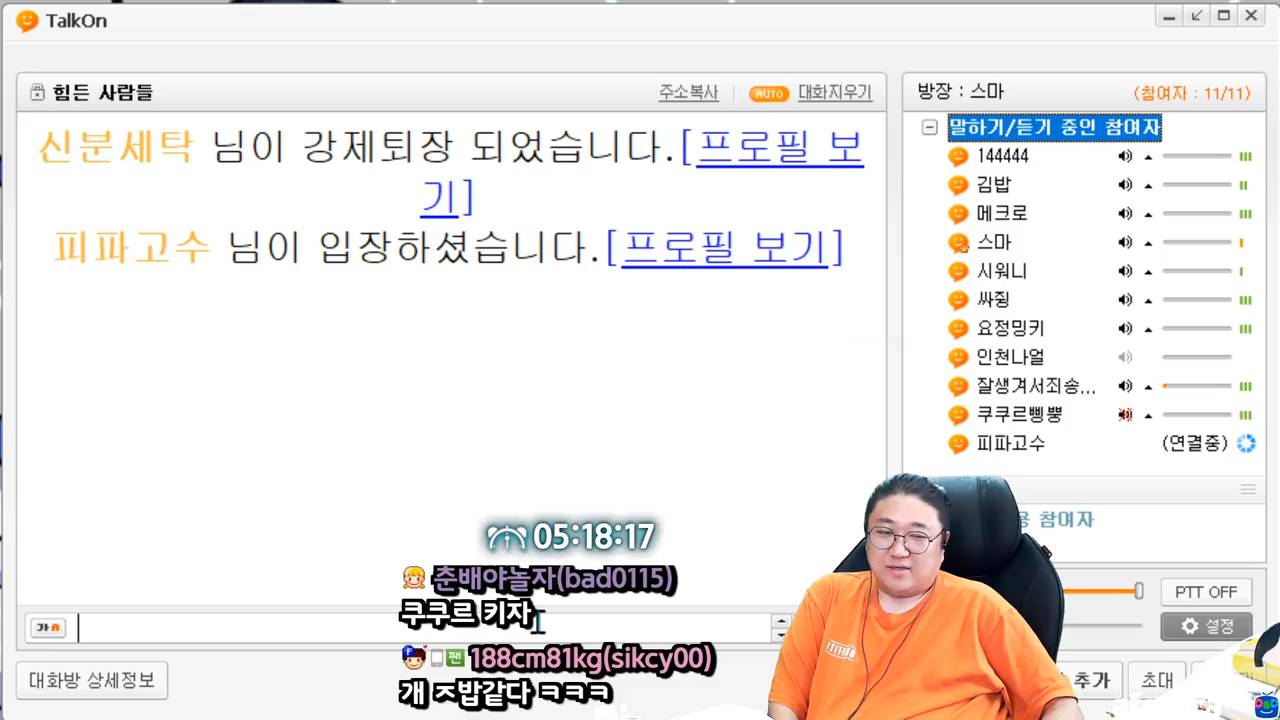 TalkOn
힘든 사람들
주소복사
AUTO 대화지우기
신분세탁 님이 강제퇴장 되었습니다.[프로필 보
기]
피파고수 님이 입장하셨습니다.[프로필 보기]
방장 : 스마
(참여자 : 11/11)
말하기/듣기 중인 참여자
144444
김밥
메크로
스마
시워니
싸죙
요정밍키
인천나얼
잘생겨서죄송...
쿠쿠르삥뽕
피파고수 (연결중)
용 참여자
05:18:17
춘배야놀자(bad0115)
쿠쿠르 키자
팬 188cm81kg(sikcy00)
개 ㅈ밥같다 ㅋㅋㅋ
가
PTT OFF
설정
대화방 상세정보
추가
초대